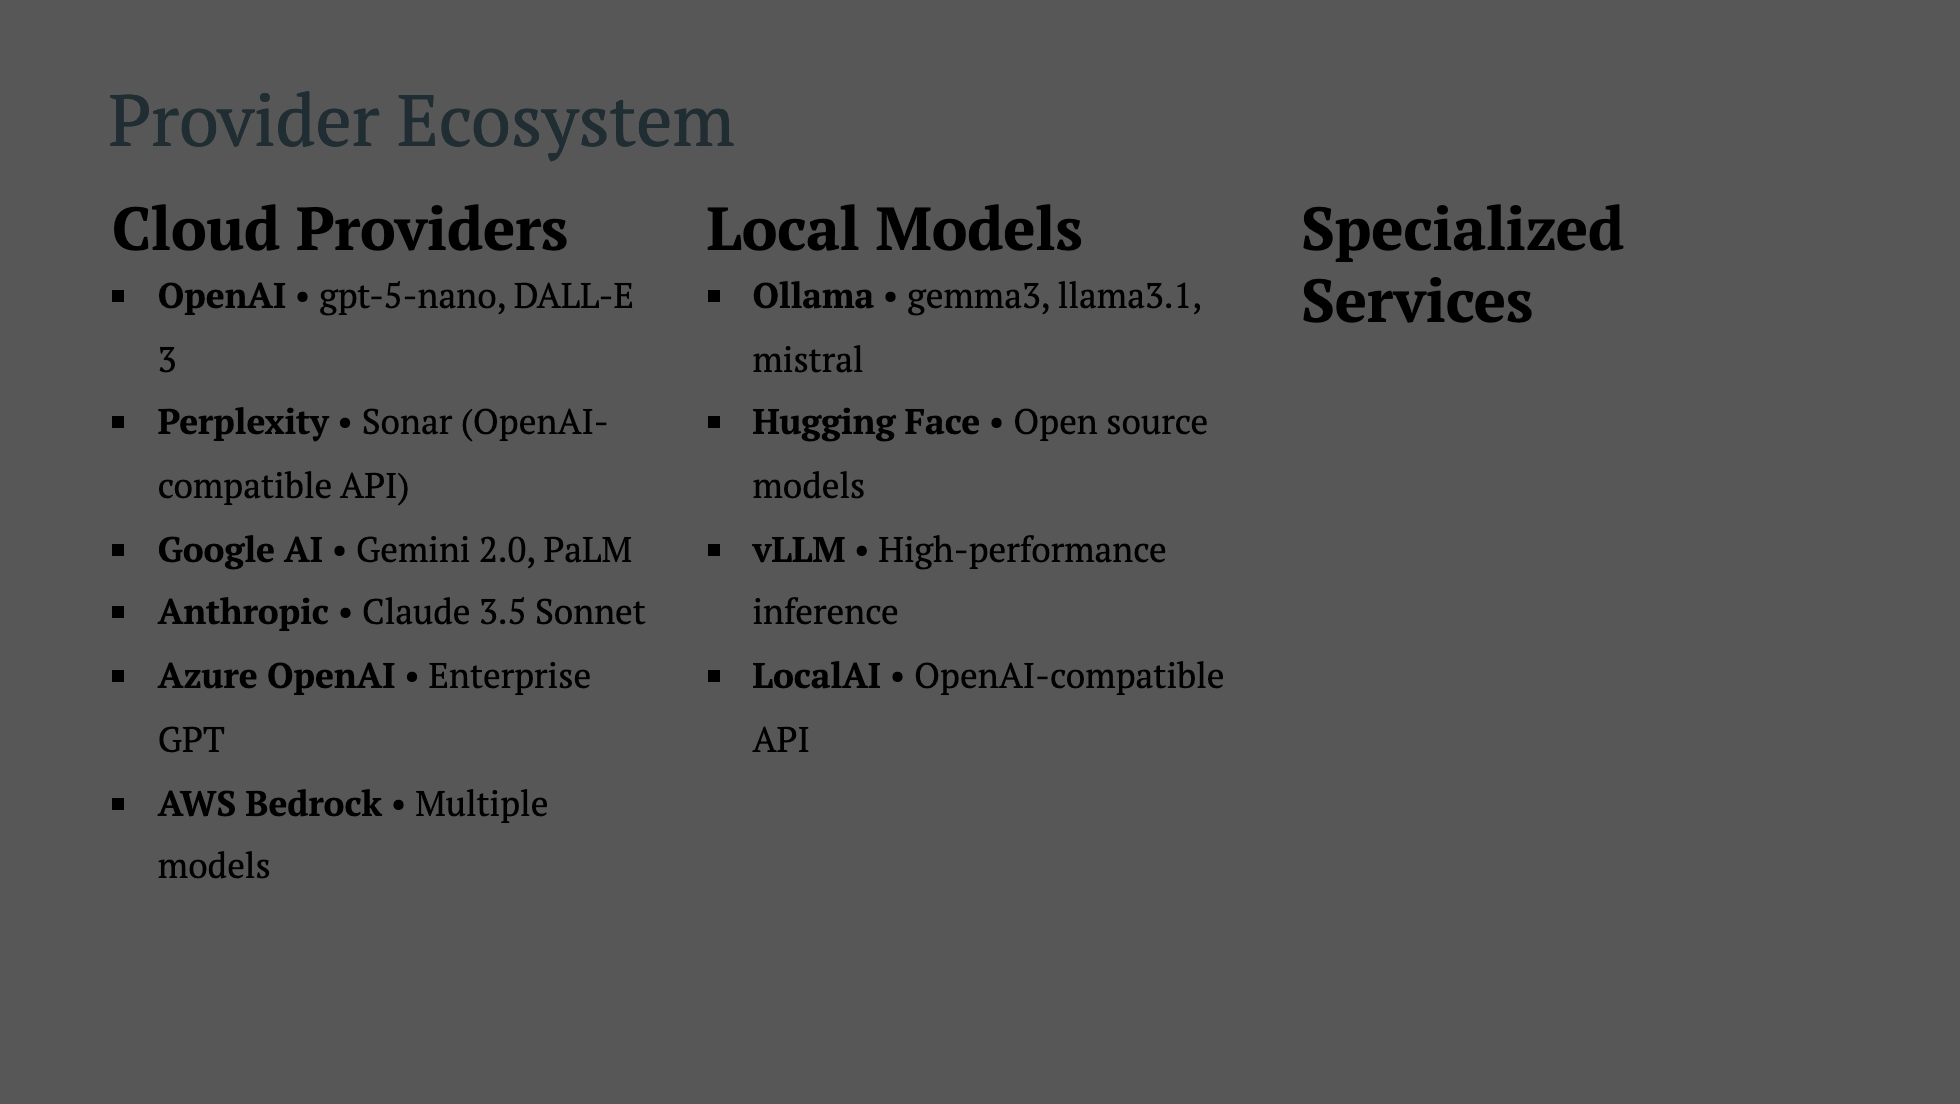 Provider Ecosystem
Cloud Providers
▪ OpenAI • gpt-5-nano, DALL-E
3
▪ Perplexity • Sonar (OpenAI-
compatible API)
▪ Google AI • Gemini 2.0, PaLM
▪ Anthropic • Claude 3.5 Sonnet
▪ Azure OpenAI • Enterprise
GPT
▪ AWS Bedrock • Multiple
models
Local Models
▪ Ollama • gemma3, llama3.1,
mistral
▪ Hugging Face • Open source
models
▪ vLLM • High-performance
inference
▪ LocalAI • OpenAI-compatible
API
Specialized
Services